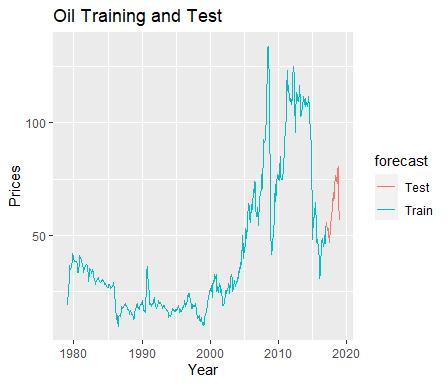 Oil Training and Test
Prices
100
50
1980 1990 2000 2010 2020
Year
forecast
Test
Train